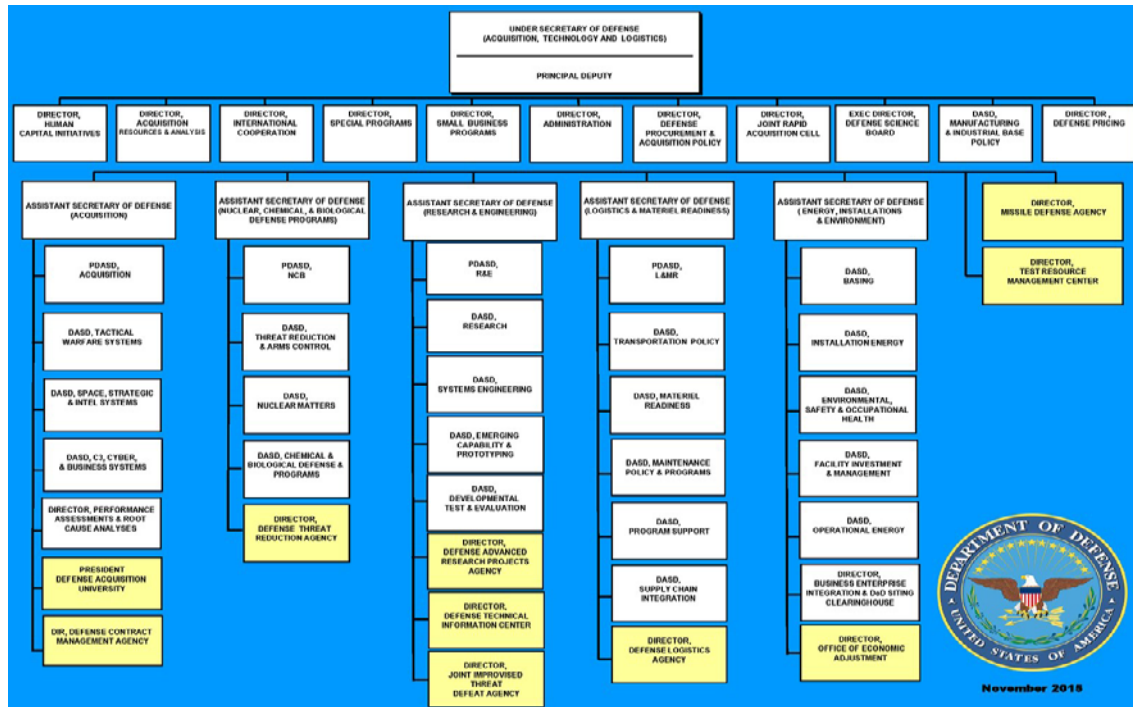 UNDER SECRETARY OF DEFENSE
(ACQUISITION, TECHNOLOGY AND LOGISTICS)
PRINCIPAL DEPUTY
DIRECTOR,
HUMAN
CAPITAL INITIATIVES
DIRECTOR,
ACQUISITION
RESOURCES & ANALYSIS
DIRECTOR,
INTERNATIONAL
COOPERATION
DIRECTOR,
SPECIAL PROGRAMS
DIRECTOR,
SMALL BUSINESS
PROGRAMS
DIRECTOR,
ADMINISTRATION
DIRECTOR,
DEFENSE
PROCUREMENT &
ACQUISITION POLICY
DIRECTOR,
JOINT RAPID
ACQUISITION CELL
EXEC DIRECTOR,
DEFENSE SCIENCE
BOARD
DASD,
MANUFACTURING
& INDUSTRIAL BASE
POLICY
DIRECTOR ,
DEFENSE PRICING
ASSISTANT SECRETARY OF DEFENSE
(ACQUISITION)
PDASD,
ACQUISITION
DASD, TACTICAL
WARFARE SYSTEMS
DASD, SPACE, STRATEGIC
& INTEL SYSTEMS
DASD, C3, CYBER,
& BUSINESS SYSTEMS
DIRECTOR, PERFORMANCE
ASSESSMENTS & ROOT
CAUSE ANALYSES
PRESIDENT
DEFENSE ACQUISITION
UNIVERSITY
DIR, DEFENSE CONTRACT
MANAGEMENT AGENCY
ASSISTANT SECRETARY OF DEFENSE
(NUCLEAR, CHEMICAL, & BIOLOGICAL
DEFENSE PROGRAMS)
PDASD,
NCB
DASD,
THREAT REDUCTION
& ARMS CONTROL
DASD,
NUCLEAR MATTERS
DASD, CHEMICAL &
BIOLOGICAL DEFENSE &
PROGRAMS
DIRECTOR,
DEFENSE THREAT
REDUCTION AGENCY
ASSISTANT SECRETARY OF DEFENSE
(RESEARCH & ENGINEERING)
PDASD,
R&E
DASD,
RESEARCH
DASD,
SYSTEMS ENGINEERING
DASD, EMERGING
CAPABILITY &
PROTOTYPING
DASD,
DEVELOPMENTAL
TEST & EVALUATION
DIRECTOR,
DEFENSE ADVANCED
RESEARCH PROJECTS
AGENCY
DIRECTOR,
DEFENSE TECHNICAL
INFORMATION CENTER
DIRECTOR,
JOINT IMPROVISED
THREAT
DEFEAT AGENCY
ASSISTANT SECRETARY OF DEFENSE
(LOGISTICS & MATERIEL READINESS)
PDASD,
L&MR
DASD,
TRANSPORTATION POLICY
DASD, MATERIEL
READINESS
DASD, MAINTENANCE
POLICY & PROGRAMS
DASD,
PROGRAM SUPPORT
DASD,
SUPPLY CHAIN
INTEGRATION
DIRECTOR,
DEFENSE LOGISTICS
AGENCY
ASSISTANT SECRETARY OF DEFENSE
( ENERGY, INSTALLATIONS
& ENVIRONMENT)
DASD,
BASING
DASD,
INSTALLATION ENERGY
DASD,
ENVIRONMENTAL,
SAFETY & OCCUPATIONAL
HEALTH
DASD,
FACILITY INVESTMENT
& MANAGEMENT
DASD,
OPERATIONAL ENERGY
DIRECTOR,
BUSINESS ENTERPRISE
INTEGRATION & DoD SITING
CLEARINGHOUSE
DIRECTOR,
OFFICE OF ECONOMIC
ADJUSTMENT
DIRECTOR,
MISSILE DEFENSE AGENCY
DIRECTOR,
TEST RESOURCE
MANAGEMENT CENTER
DEPARTMENT OF DEFENSE
UNITED STATES OF AMERICA
November 2015